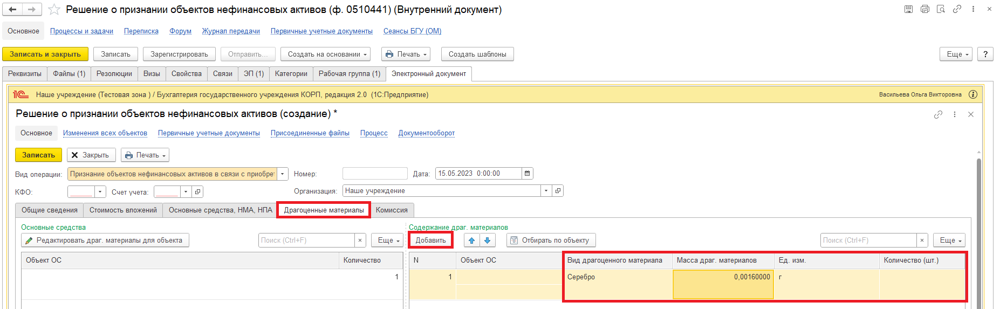 Решение о признании объектов нефинансовых активов (ф. 0510441) (Внутренний документ)
Основное Процессы и задачи Переписка Форум Журнал передачи Первичные учетные документы Сеансы БГУ (ОМ)
Записать и закрыть Записать Зарегистрировать Отправить... Создать на основании Печать Создать шаблоны Еще ?
Реквизиты Файлы (1) Резолюции Визы Свойства Связи ЭП (1) Категории Рабочая группа (1) Электронный документ
1С Наше учреждение (Тестовая зона ) / Бухгалтерия государственного учреждения КОРП, редакция 2.0 (1С:Предприятие) Васильева Ольга Викторовна
Решение о признании объектов нефинансовых активов (создание) *
Основное Изменения всех объектов Первичные учетные документы Присоединенные файлы Процесс Документооборот
Записать Закрыть Печать
Вид операции: Признание объектов нефинансовых активов в связи с приобрет Номер: Дата: 15.05.2023 0:00:00
КФО: Счет учета: Организация: Наше учреждение
Общие сведения Стоимость вложений Основные средства, НМА, НПА Драгоценные материалы Комиссия
Основные средства Содержание драг. материалов
Редактировать драг. материалы для объекта Поиск (Ctrl+F) × Еще Добавить Отбирать по объекту Поиск (Ctrl+F) × Еще
Объект ОС Количество N Объект ОС Вид драгоценного материала Масса драг. материалов Ед. изм. Количество (шт.)
1 1 Серебро 0,00160000 г